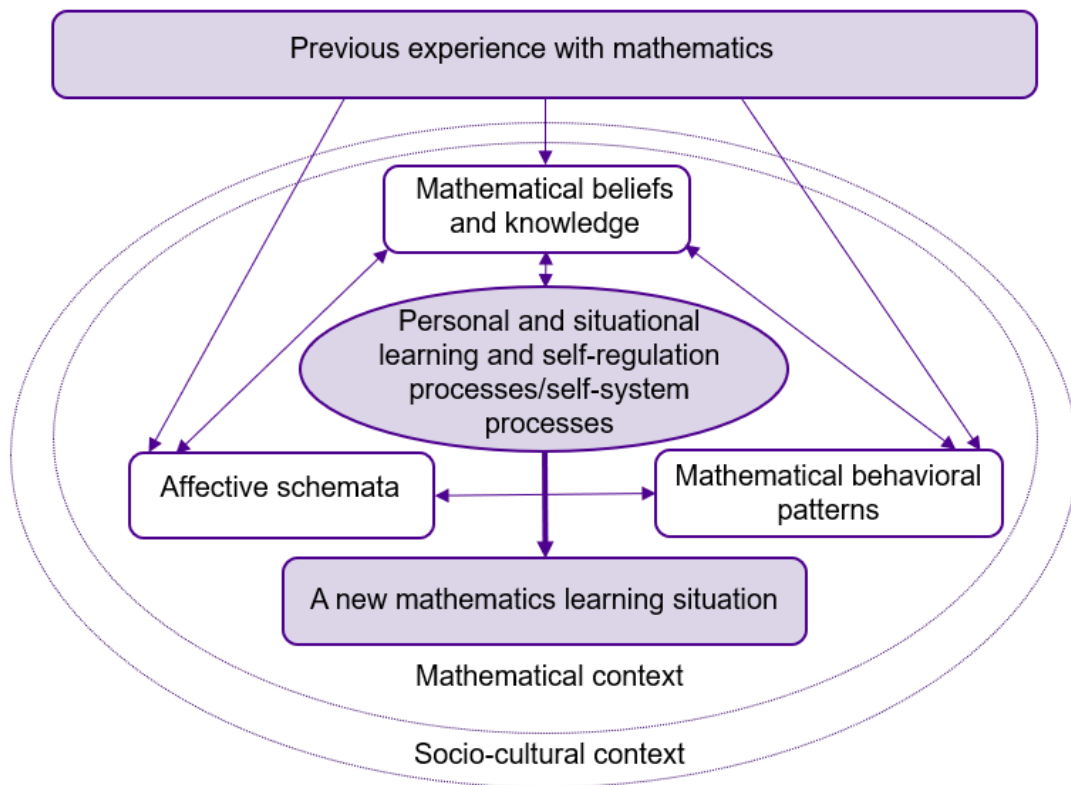 Previous experience with mathematics
Mathematical beliefs
and knowledge
Personal and situational
learning and self-regulation
processes/self-system
processes
Affective schemata
Mathematical behavioral
patterns
A new mathematics learning situation
Mathematical context
Socio-cultural context